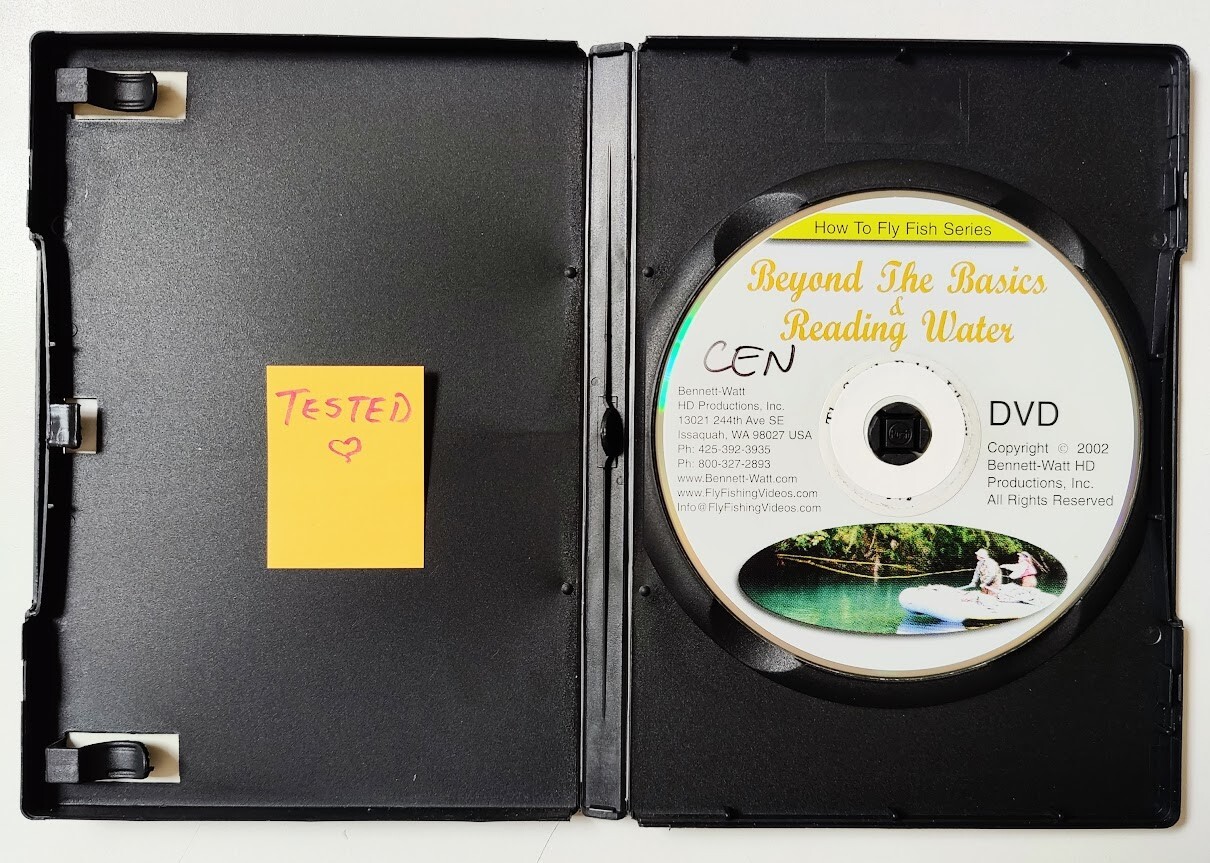 TESTED
How To Fly Fish Series
Beyond The Basics
&
Reading Water
CEN
Bennett-Watt
HD Productions, Inc.
13021 244th Ave SE
Issaquah, WA 98027 USA
Ph: 425-392-3935
Ph: 800-327-2893
www.Bennett-Watt.com
www.FlyFishingVideos.com
Info@FlyFishingVideos.com
DVD
Copyright © 2002
Bennett-Watt HD
Productions, Inc.
All Rights Reserved
Push